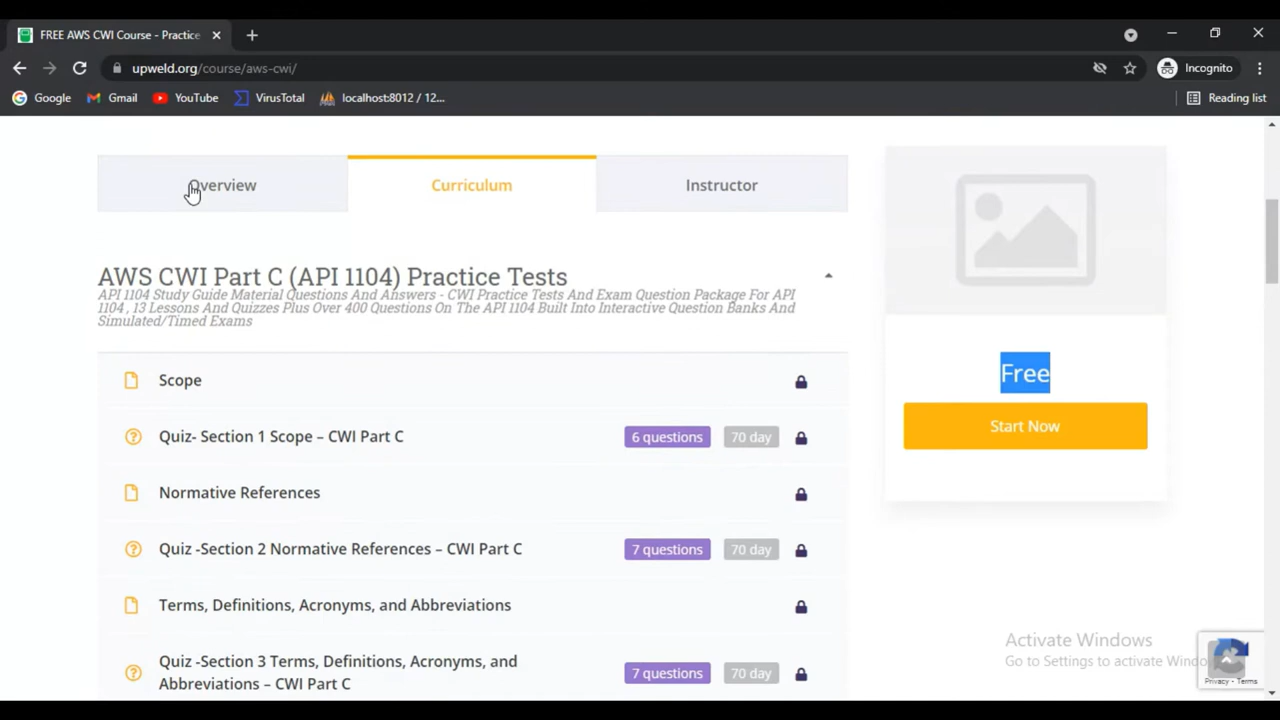 FREE AWS CWI Course - Practice
upweld.org/course/aws-cwi/
Incognito
Google
Gmail
YouTube
VirusTotal
localhost:8012 / 12...
Reading list
Overview
Curriculum
Instructor
AWS CWI Part C (API 1104) Practice Tests
API 1104 Study Guide Material Questions And Answers - CWI Practice Tests And Exam Question Package For API
1104 , 13 Lessons And Quizzes Plus Over 400 Questions On The API 1104 Built Into Interactive Question Banks And
Simulated/Timed Exams
Scope
Quiz- Section 1 Scope – CWI Part C
6 questions
70 day
Normative References
Quiz -Section 2 Normative References – CWI Part C
7 questions
70 day
Terms, Definitions, Acronyms, and Abbreviations
Quiz -Section 3 Terms, Definitions, Acronyms, and
Abbreviations – CWI Part C
7 questions
70 day
Free
Start Now
Activate Windows
Go to Settings to activate Windo
Privacy - Terms